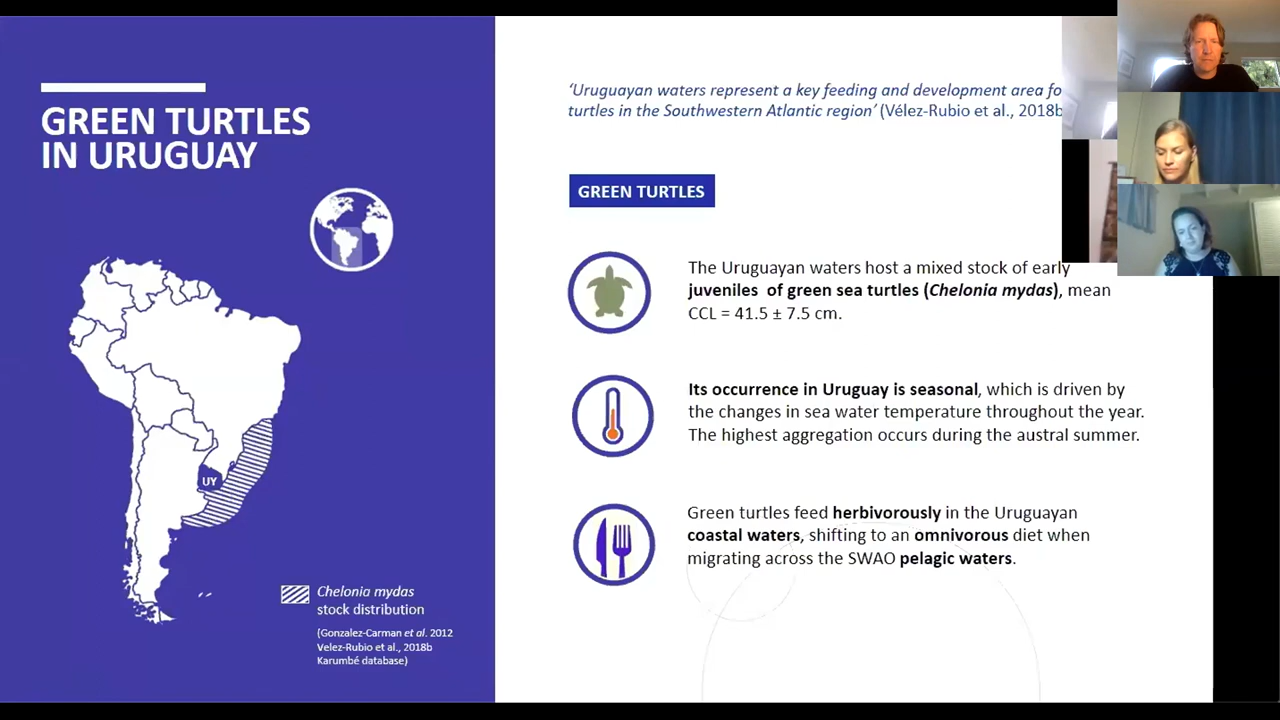 GREEN TURTLES
IN URUGUAY
UY
Chelonia mydas
stock distribution
(Gonzalez-Carman et al. 2012
Velez-Rubio et al., 2018b
Karumbé database)
‘Uruguayan waters represent a key feeding and development area fo
turtles in the Southwestern Atlantic region’ (Vélez-Rubio et al., 2018b
GREEN TURTLES
The Uruguayan waters host a mixed stock of early
juveniles of green sea turtles (Chelonia mydas), mean
CCL = 41.5 ± 7.5 cm.
Its occurrence in Uruguay is seasonal, which is driven by
the changes in sea water temperature throughout the year.
The highest aggregation occurs during the austral summer.
Green turtles feed herbivorously in the Uruguayan
coastal waters, shifting to an omnivorous diet when
migrating across the SWAO pelagic waters.